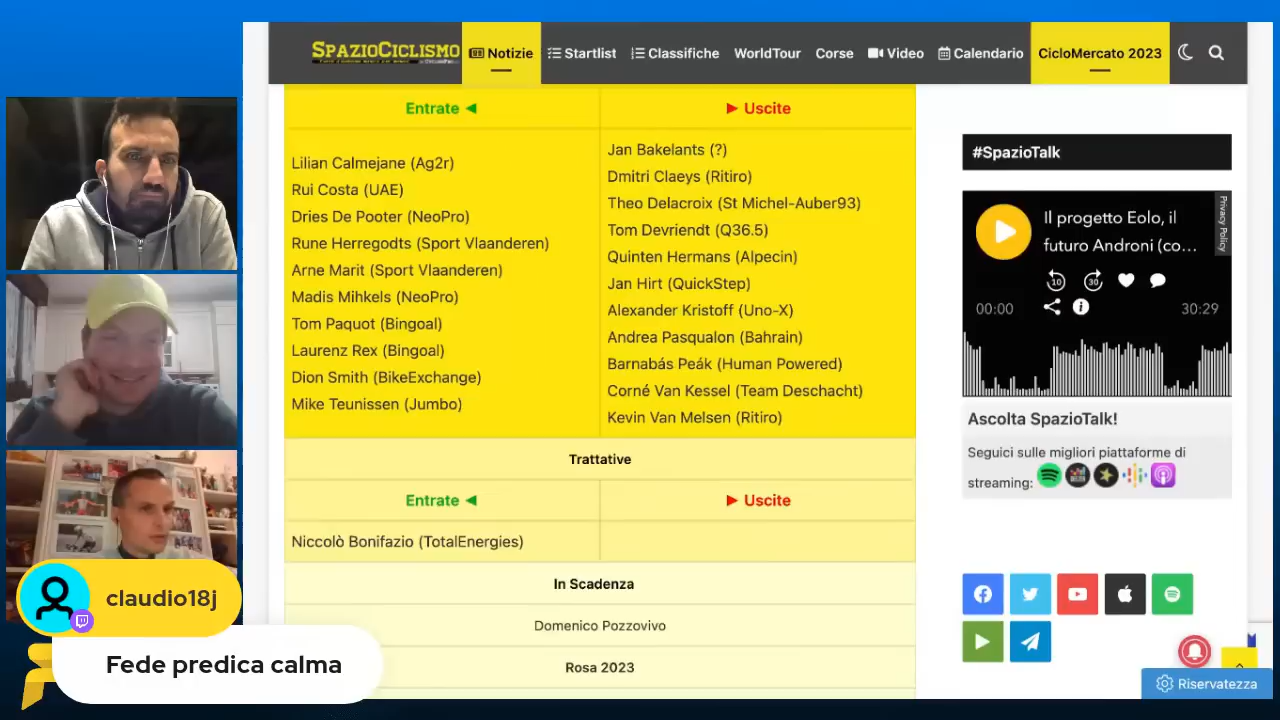 SPAZIOCICLISMO
Notizie
Startlist
Classifiche
WorldTour
Corse
Video
Calendario
CicloMercato 2023
Entrate ◄
► Uscite
Lilian Calmejane (Ag2r)
Rui Costa (UAE)
Dries De Pooter (NeoPro)
Rune Herregodts (Sport Vlaanderen)
Arne Marit (Sport Vlaanderen)
Madis Mihkels (NeoPro)
Tom Paquot (Bingoal)
Laurenz Rex (Bingoal)
Dion Smith (BikeExchange)
Mike Teunissen (Jumbo)
Jan Bakelants (?)
Dmitri Claeys (Ritiro)
Theo Delacroix (St Michel-Auber93)
Tom Devriendt (Q36.5)
Quinten Hermans (Alpecin)
Jan Hirt (QuickStep)
Alexander Kristoff (Uno-X)
Andrea Pasqualon (Bahrain)
Barnabás Peák (Human Powered)
Corné Van Kessel (Team Deschacht)
Kevin Van Melsen (Ritiro)
Trattative
Entrate ◄
► Uscite
Niccolò Bonifazio (TotalEnergies)
In Scadenza
Domenico Pozzovivo
Rosa 2023
#SpazioTalk
Il progetto Eolo, il
futuro Androni (co...
Privacy Policy
10
30
00:00
30:29
Ascolta SpazioTalk!
Seguici sulle migliori piattaforme di
streaming:
Riservatezza
claudio18j
Fede predica calma